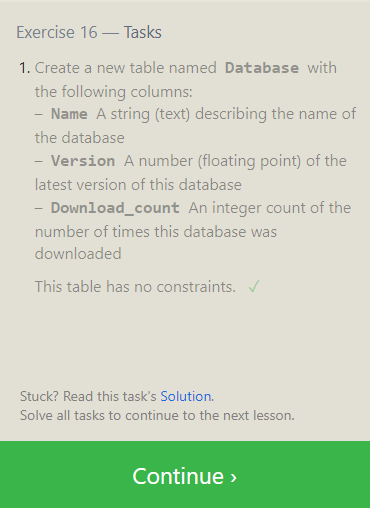 Exercise 16 — Tasks
1. Create a new table named Database with
the following columns:
– Name A string (text) describing the name of
the database
– Version A number (floating point) of the
latest version of this database
– Download_count An integer count of the
number of times this database was
downloaded
This table has no constraints. ✓
Stuck? Read this task's Solution.
Solve all tasks to continue to the next lesson.
Continue ›